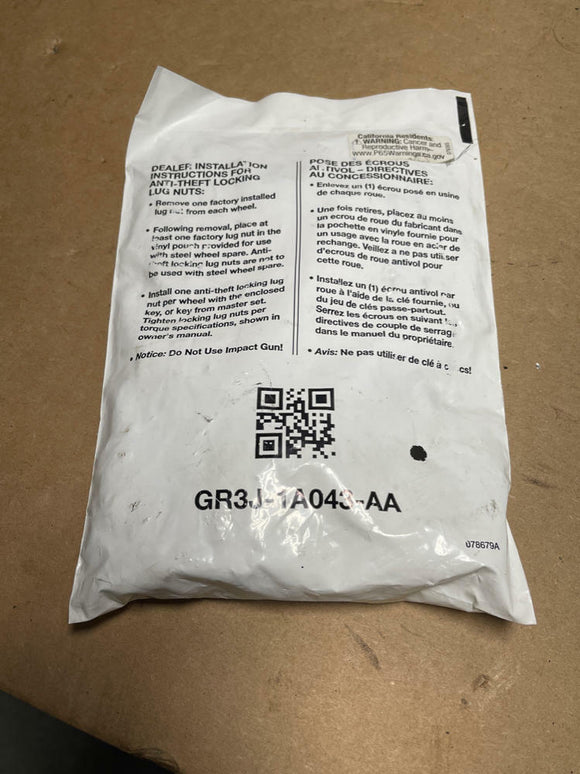 California Residents:
WARNING: Cancer and
Reproductive Harm-
www.P65Warnings.ca.gov
DEALER INSTALLATION
INSTRUCTIONS FOR
ANTI-THEFT LOCKING
LUG NUTS:
• Remove one factory installed
lug nut from each wheel.
• Following removal, place at
least one factory lug nut in the
vinyl pouch provided for use
with steel wheel spare. Anti-
theft locking lug nuts are not to
be used with steel wheel spare.
• Install one anti-theft locking lug
nut per wheel with the enclosed
key, or key from master set.
Tighten locking lug nuts per
torque specifications, shown in
owner's manual.
• Notice: Do Not Use Impact Gun!
POSE DES ÉCROUS
ANTIVOL – DIRECTIVES
AU CONCESSIONNAIRE:
• Enlevez un (1) écrou posé en usine
de chaque roue.
• Une fois retires, placez au moins
un ecrou de roue du fabricant dans
la pochette en vinyle fournie pour
un usage avec la roue en acier de
rechange. Veillez a ne pas utiliser
d'ecrous de roue antivol pour
cette roue.
• Installez un (1) écrou antivol par
roue à l'aide de la clé fournie, ou
du jeu de clés passe-partout.
Serrez les écrous en suivant les
directives de couple de serrage
dans le manuel du propriétaire.
• Avis: Ne pas utiliser de clé à chocs!
GR3J-1A043-AA
078679A